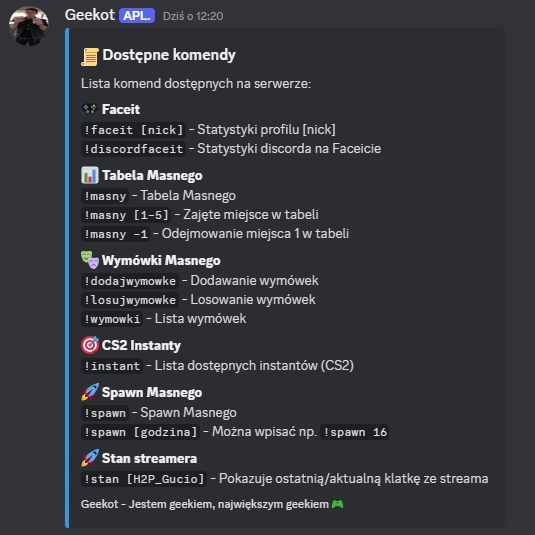 Geekot APL. Dziś o 12:20
Dostępne komendy
Lista komend dostępnych na serwerze:
Faceit
!faceit [nick] - Statystyki profilu [nick]
!discordfaceit - Statystyki discorda na Faceicie
Tabela Masnego
!masny - Tabela Masnego
!masny [1-5] - Zajęte miejsce w tabeli
!masny -1 - Odejmowanie miejsca 1 w tabeli
Wymówki Masnego
!dodajwymowke - Dodawanie wymówek
!losujwymowke - Losowanie wymówek
!wymowki - Lista wymówek
CS2 Instanty
!instant - Lista dostępnych instantów (CS2)
Spawn Masnego
!spawn - Spawn Masnego
!spawn [godzina] - Można wpisać np. !spawn 16
Stan streamera
!stan [H2P_Gucio] - Pokazuje ostatnią/aktualną klatkę ze streama
Geekot - Jestem geekiem, największym geekiem